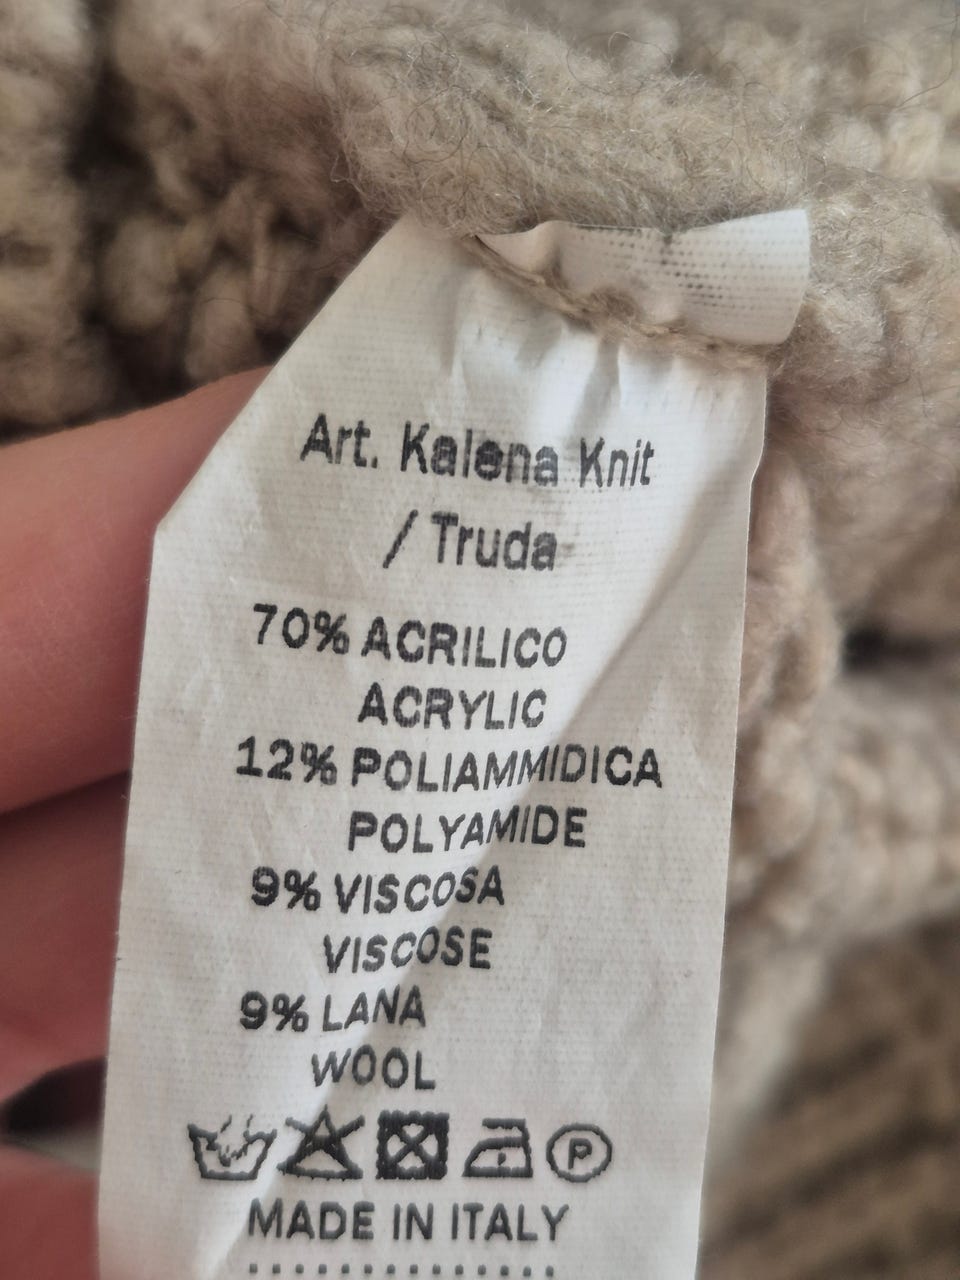 Art. Kalena Knit
/ Truda
70% ACRILICO
ACRYLIC
12% POLIAMMIDICA
POLYAMIDE
9% VISCOSA
VISCOSE
9% LANA
WOOL
P
MADE IN ITALY